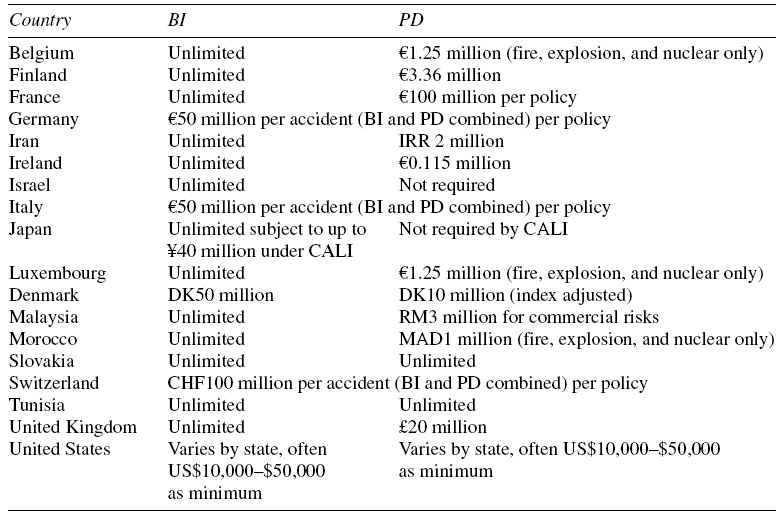 Country BI PD
Belgium Unlimited €1.25 million (fire, explosion, and nuclear only)
Finland Unlimited €3.36 million
France Unlimited €100 million per policy
Germany €50 million per accident (BI and PD combined) per policy
Iran Unlimited IRR 2 million
Ireland Unlimited €0.115 million
Israel Unlimited Not required
Italy €50 million per accident (BI and PD combined) per policy
Japan Unlimited subject to up to Not required by CALI
¥40 million under CALI
Luxembourg Unlimited €1.25 million (fire, explosion, and nuclear only)
Denmark DK50 million DK10 million (index adjusted)
Malaysia Unlimited RM3 million for commercial risks
Morocco Unlimited MAD1 million (fire, explosion, and nuclear only)
Slovakia Unlimited Unlimited
Switzerland CHF100 million per accident (BI and PD combined) per policy
Tunisia Unlimited Unlimited
United Kingdom Unlimited £20 million
United States Varies by state, often Varies by state, often US$10,000–$50,000
US$10,000–$50,000 as minimum
as minimum